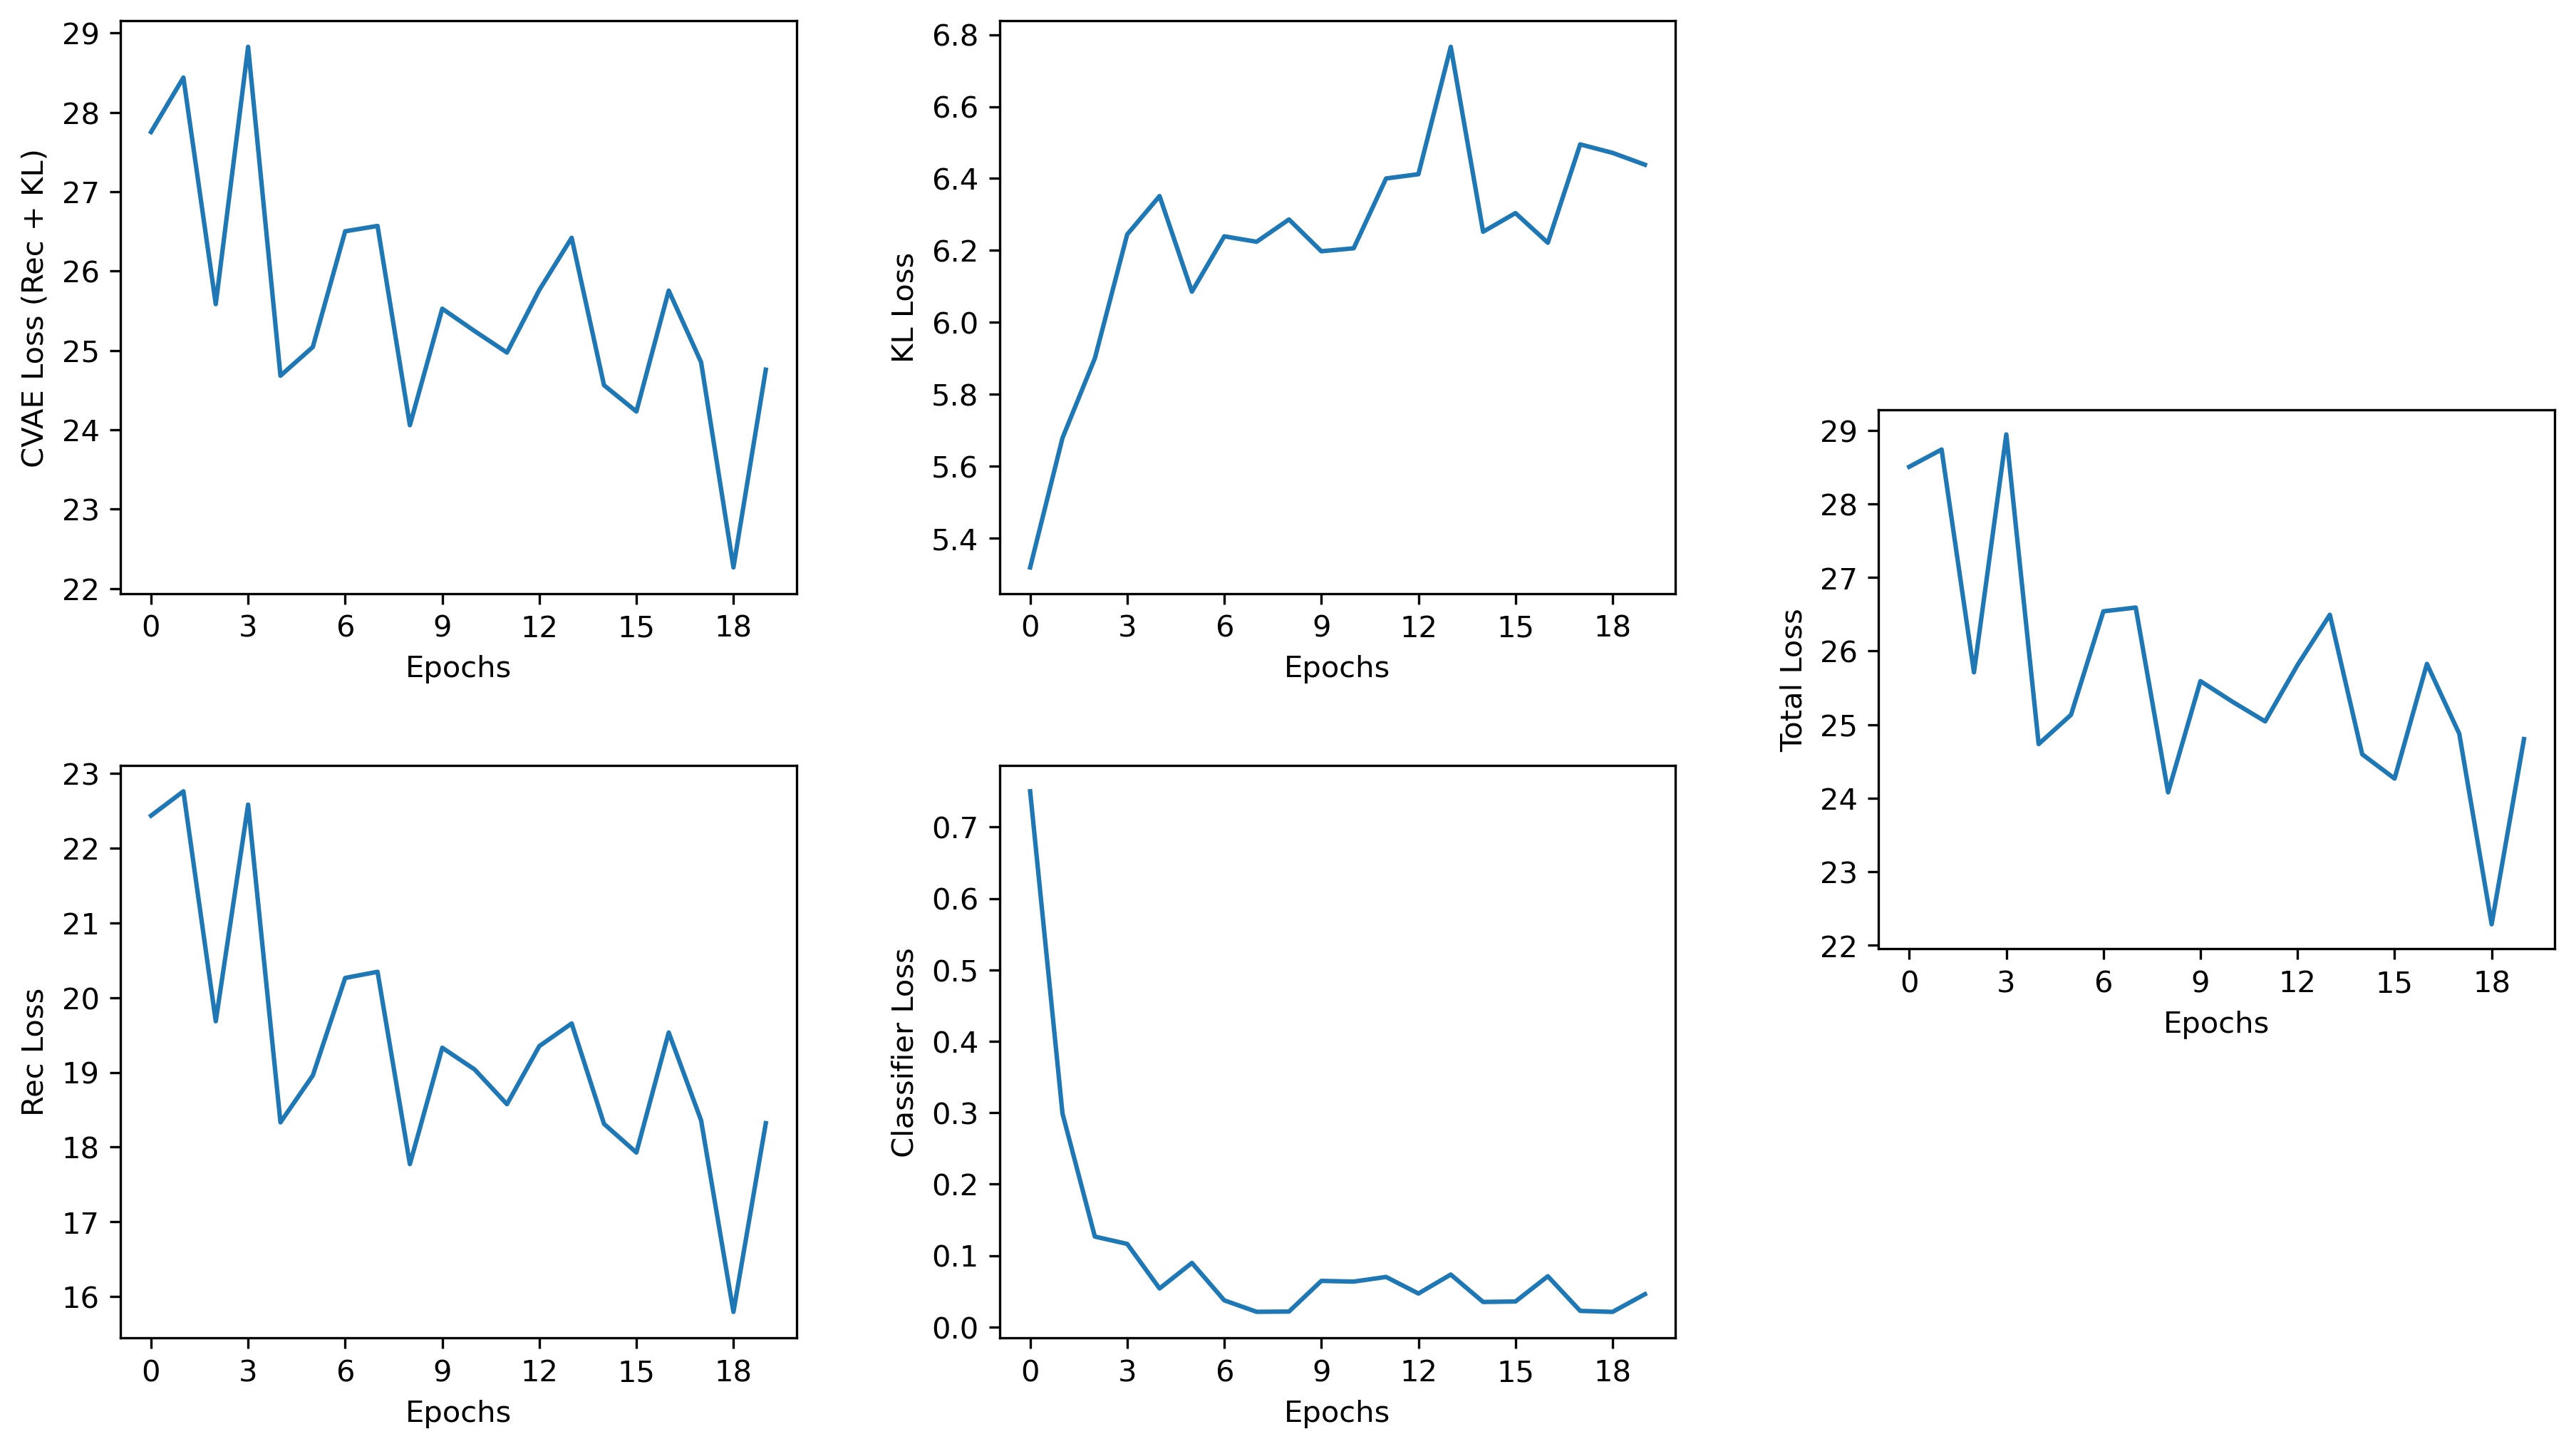 CVAE Loss (Rec + KL)
29
28
27
26
25
24
23
22
0 3 6 9 12 15 18
Epochs
KL Loss
6.8
6.6
6.4
6.2
6.0
5.8
5.6
5.4
0 3 6 9 12 15 18
Epochs
Rec Loss
23
22
21
20
19
18
17
16
0 3 6 9 12 15 18
Epochs
Classifier Loss
0.7
0.6
0.5
0.4
0.3
0.2
0.1
0.0
0 3 6 9 12 15 18
Epochs
Total Loss
29
28
27
26
25
24
23
22
0 3 6 9 12 15 18
Epochs